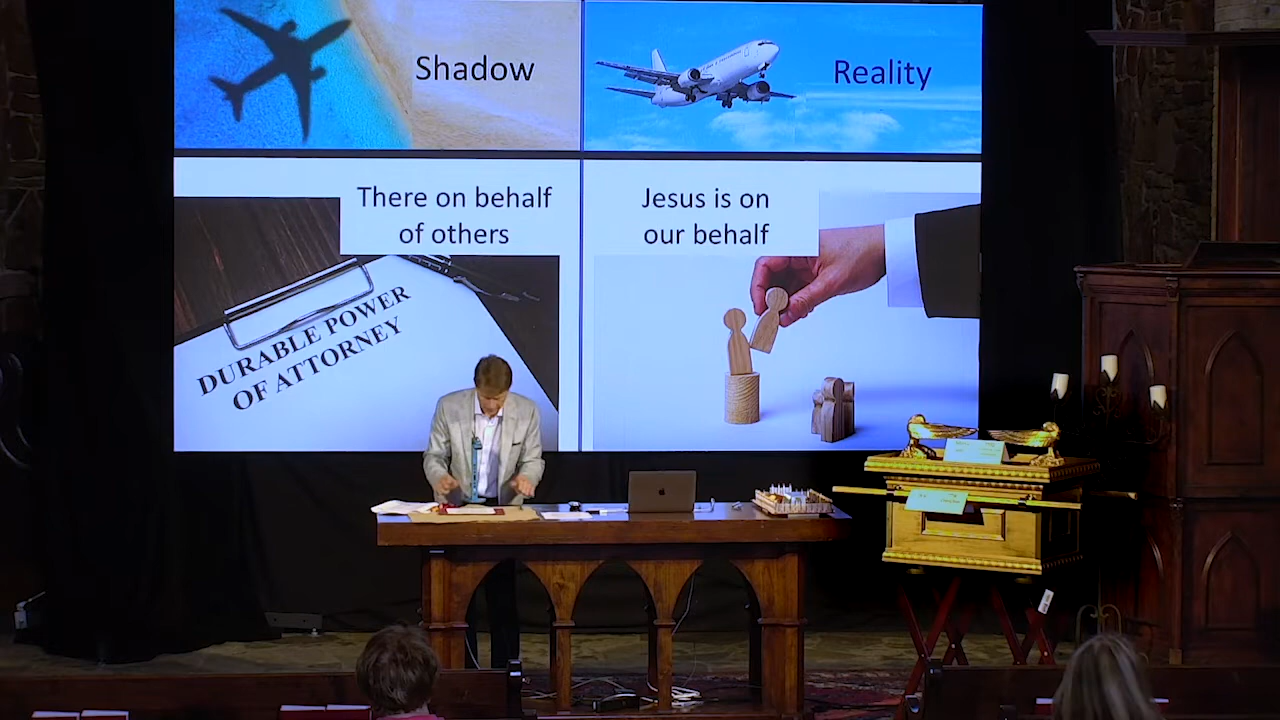 Shadow
Reality
There on behalf
of others
Jesus is on
our behalf
DURABLE POWER
OF ATTORNEY